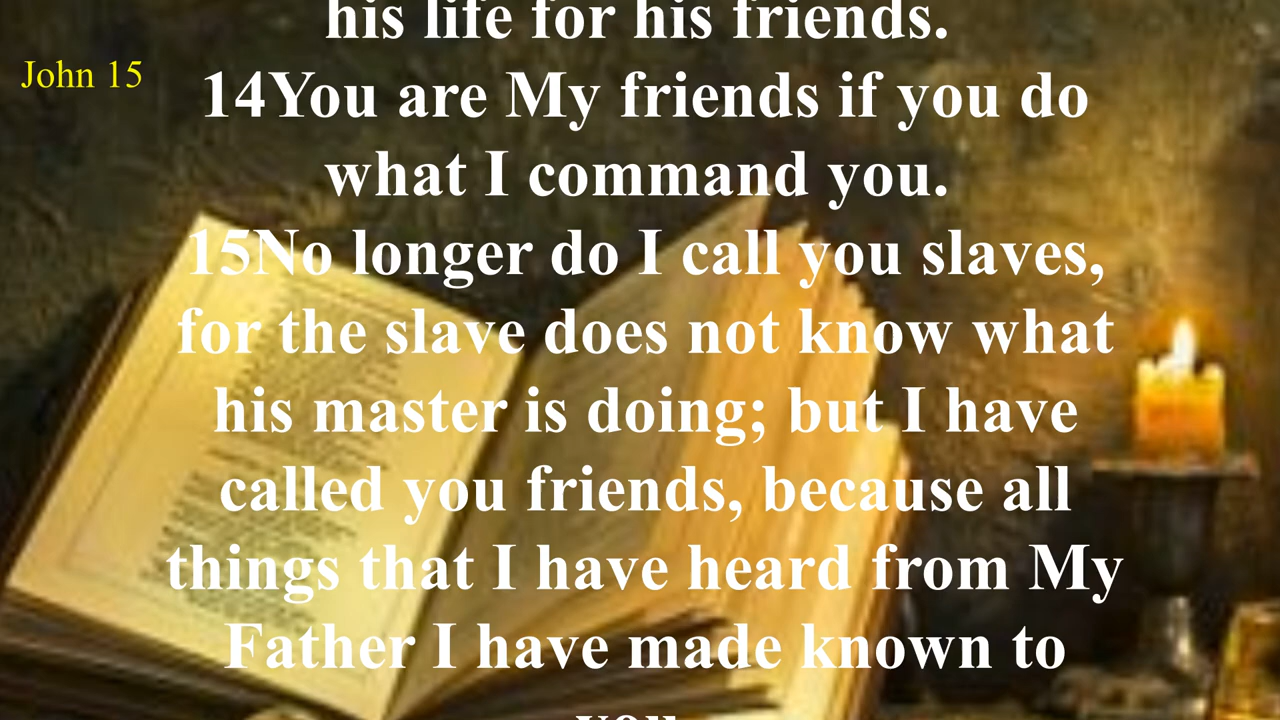 his life for his friends.
John 15
14You are My friends if you do
what I command you.
15No longer do I call you slaves,
for the slave does not know what
his master is doing; but I have
called you friends, because all
things that I have heard from My
Father I have made known to
you.